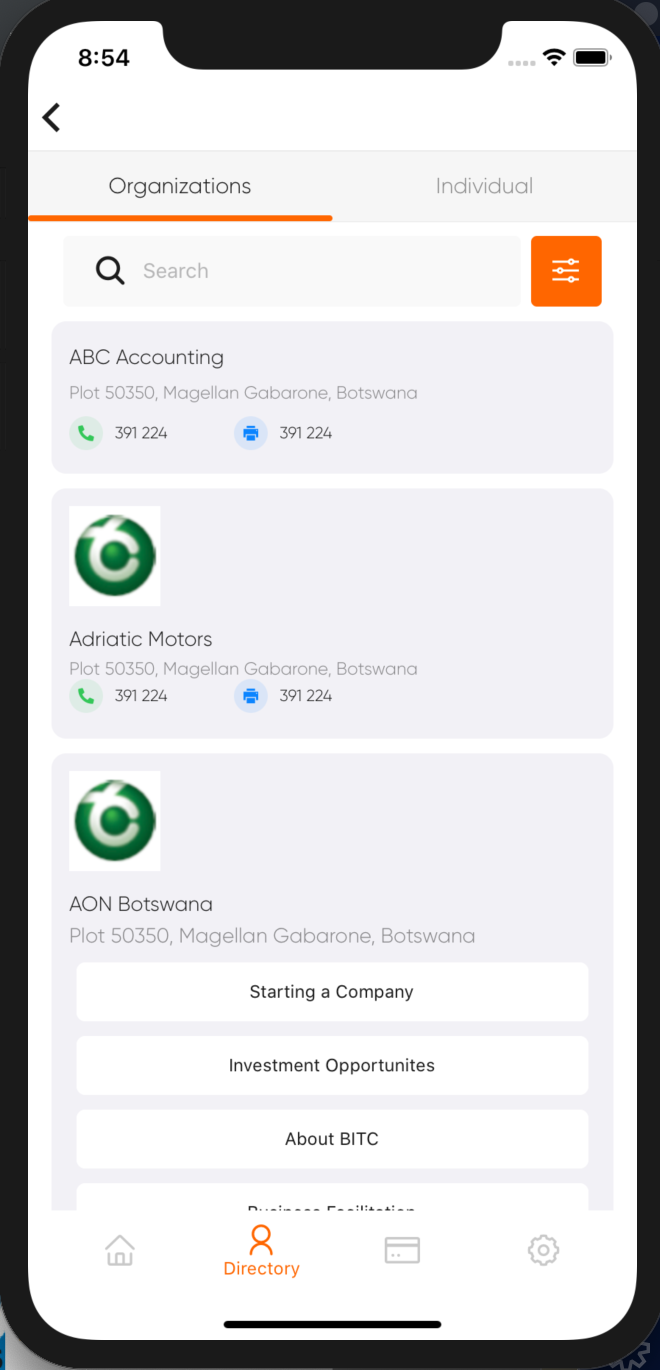 8:54
Organizations
Individual
Search
ABC Accounting
Plot 50350, Magellan Gabarone, Botswana
391 224
391 224
Adriatic Motors
Plot 50350, Magellan Gabarone, Botswana
391 224
391 224
AON Botswana
Plot 50350, Magellan Gabarone, Botswana
Starting a Company
Investment Opportunites
About BITC
Business Facilitation
Directory